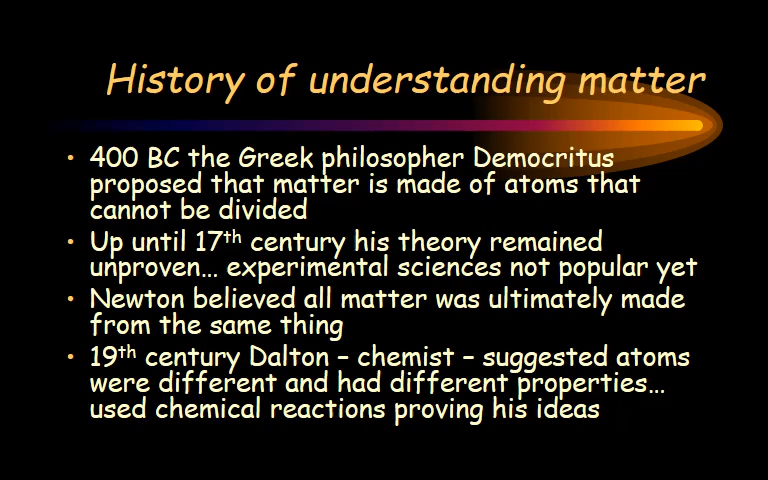 History of understanding matter
• 400 BC the Greek philosopher Democritus
proposed that matter is made of atoms that
cannot be divided
• Up until 17th century his theory remained
unproven… experimental sciences not popular yet
• Newton believed all matter was ultimately made
from the same thing
• 19th century Dalton – chemist – suggested atoms
were different and had different properties…
used chemical reactions proving his ideas